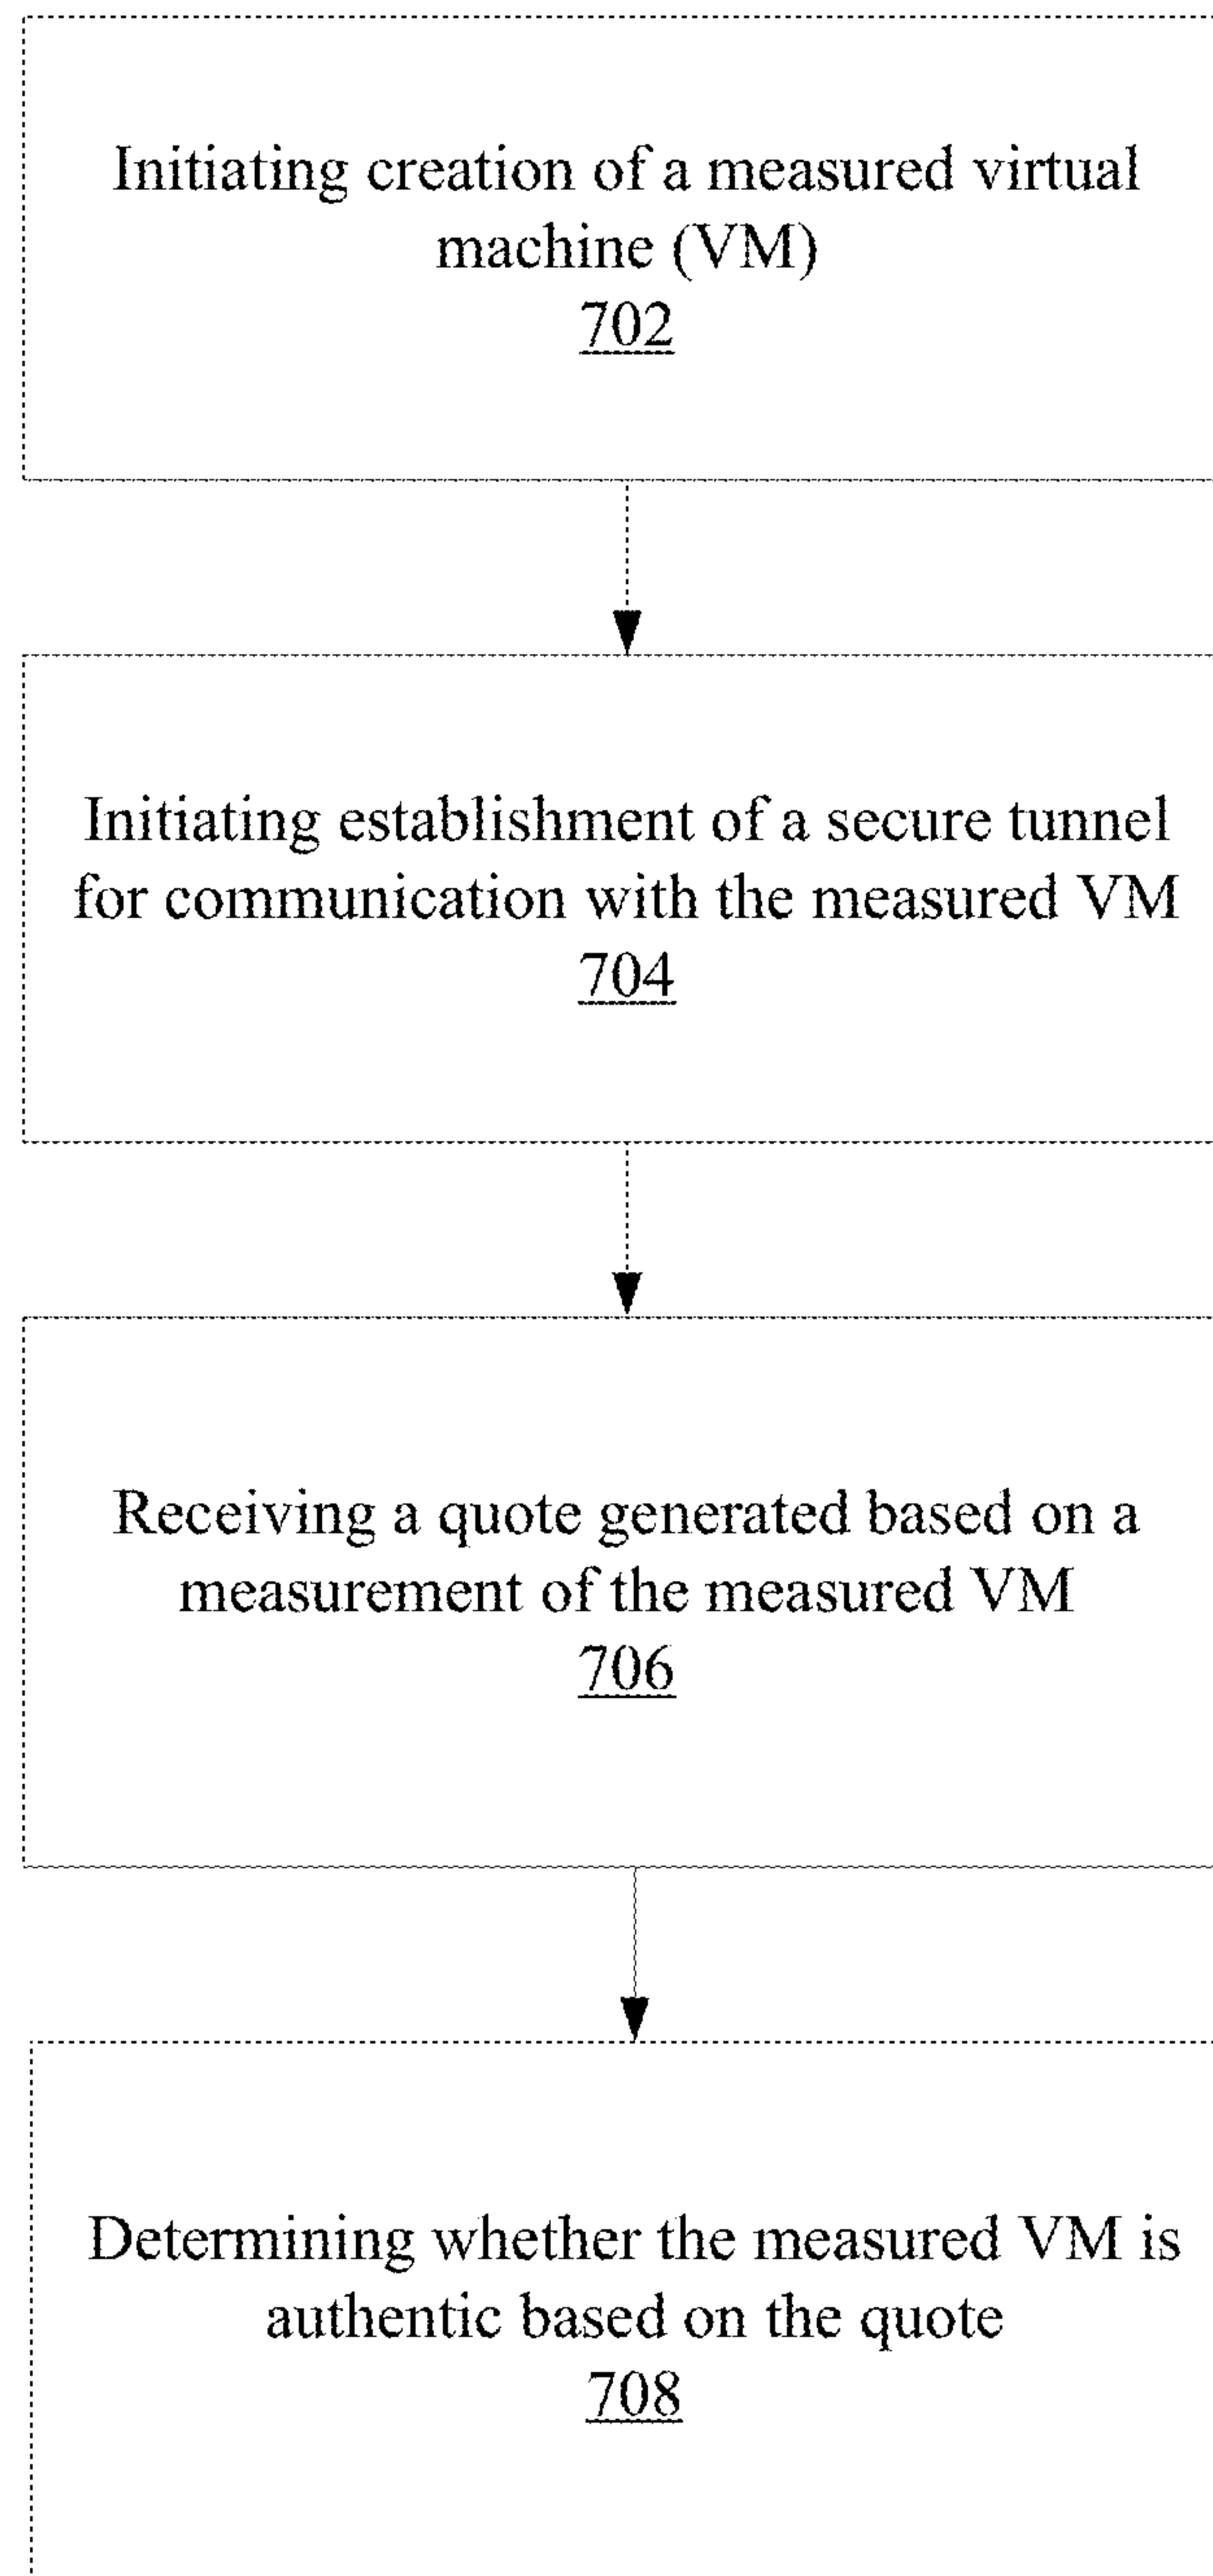 Initiating creation of a measured virtual
machine (VM)
702
Initiating establishment of a secure tunnel
for communication with the measured VM
704
Receiving a quote generated based on a
measurement of the measured VM
706
Determining whether the measured VM is
authentic based on the quote
708